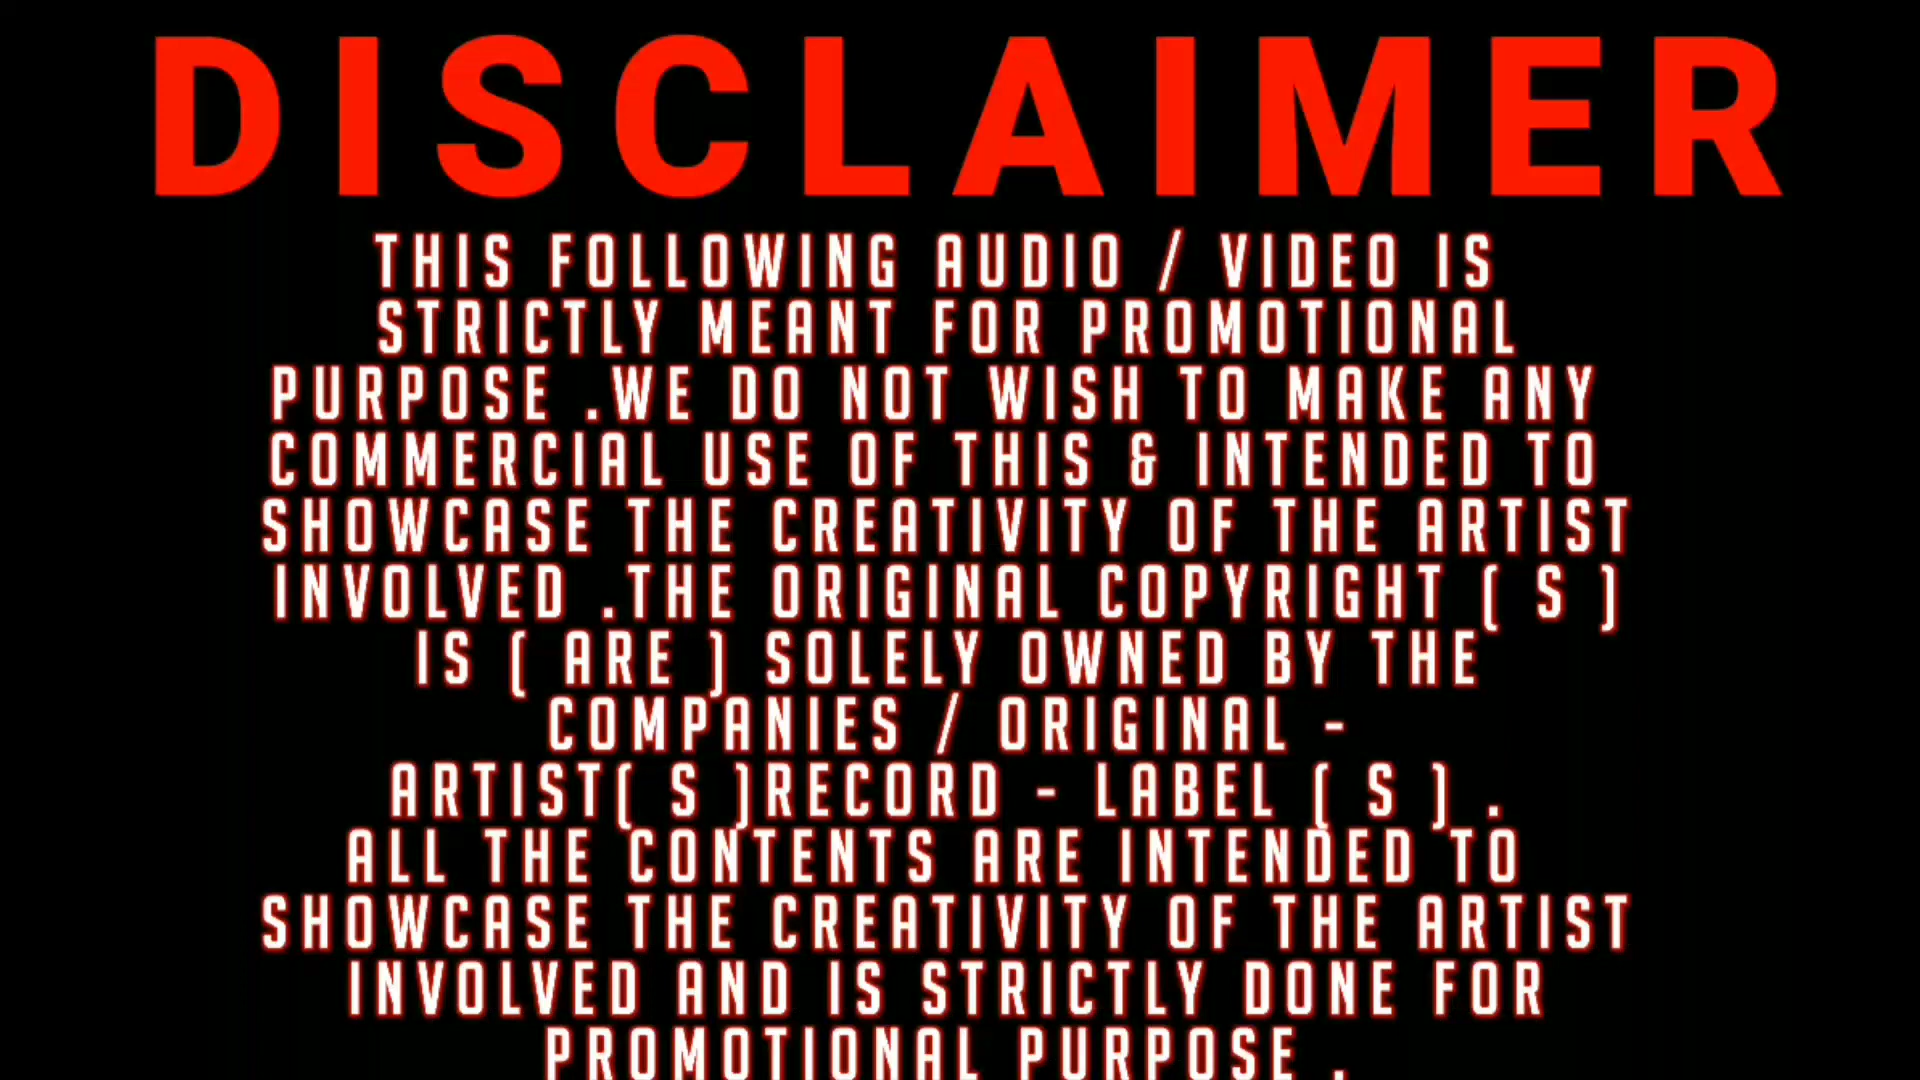 DISCLAIMER
THIS FOLLOWING AUDIO / VIDEO IS
STRICTLY MEANT FOR PROMOTIONAL
PURPOSE .WE DO NOT WISH TO MAKE ANY
COMMERCIAL USE OF THIS & INTENDED TO
SHOWCASE THE CREATIVITY OF THE ARTIST
INVOLVED .THE ORIGINAL COPYRIGHT ( S )
IS ( ARE ) SOLELY OWNED BY THE
COMPANIES / ORIGINAL -
ARTIST( S )RECORD - LABEL ( S ) .
ALL THE CONTENTS ARE INTENDED TO
SHOWCASE THE CREATIVITY OF THE ARTIST
INVOLVED AND IS STRICTLY DONE FOR
PROMOTIONAL PURPOSE .